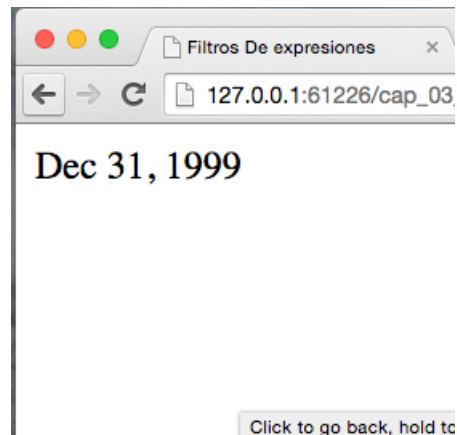 Filtros De expresiones
127.0.0.1:61226/cap_03
Dec 31, 1999
Click to go back, hold to